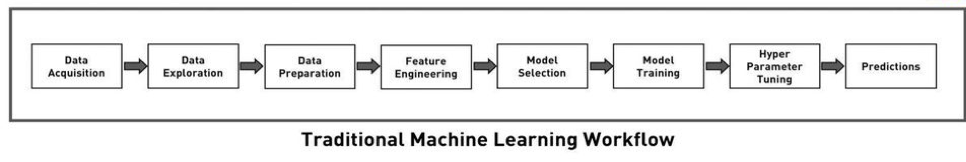 Data
Acquisition
Data
Exploration
Data
Preparation
Feature
Engineering
Model
Selection
Model
Training
Hyper
Parameter
Tuning
Predictions
Traditional Machine Learning Workflow